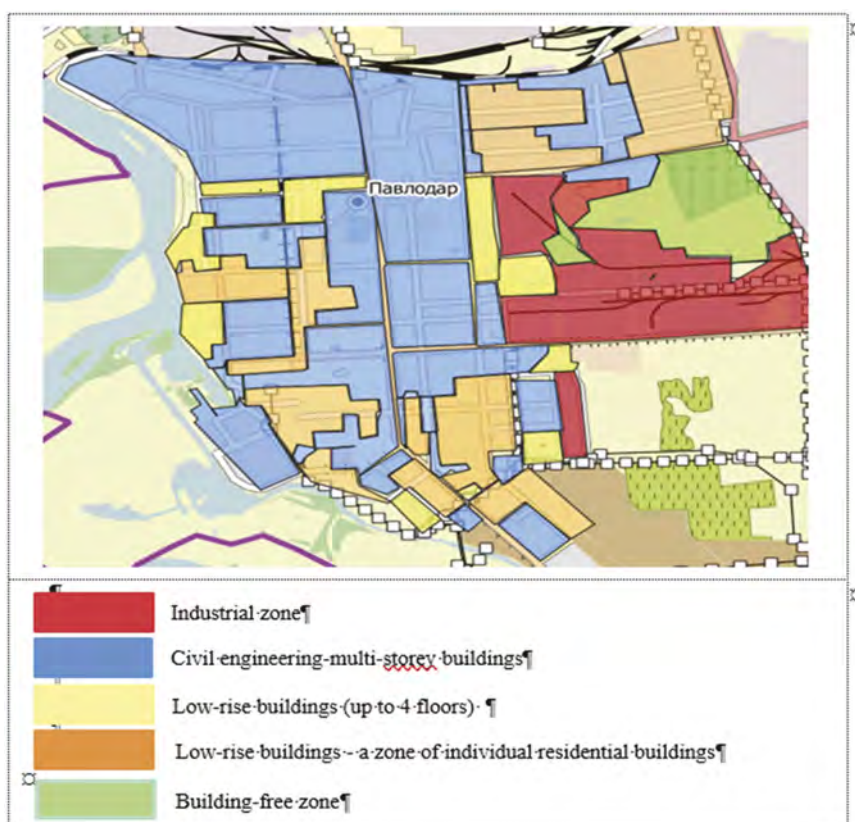 Павлодар
Industrial·zone¶
Civil·engineering-multi-storey·buildings¶
Low-rise·buildings·(up·to·4·floors)· ¶
Low-rise·buildings·-·a·zone·of·individual·residential·buildings¶
Building-free·zone¶